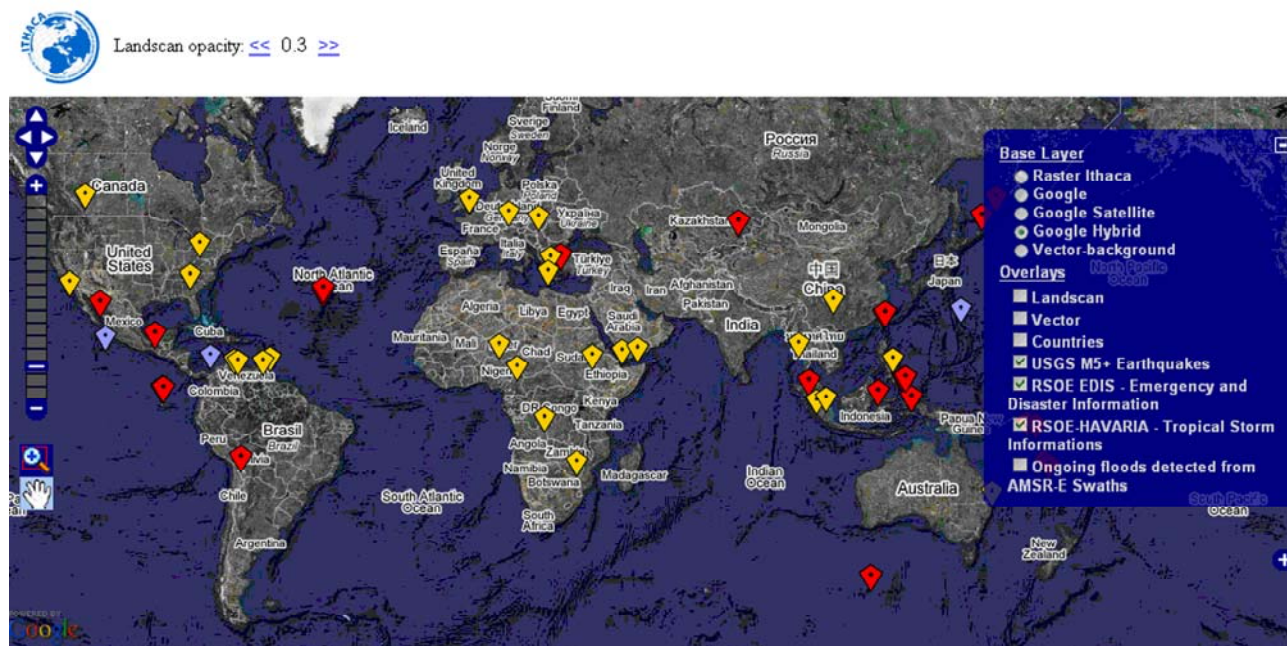 ITHACA
Landscan opacity: << 0.3 >>
Base Layer
Raster Ithaca
Google
Google Satellite
Google Hybrid
Vector-background
Overlays
Landscan
Vector
Countries
USGS M5+ Earthquakes
RSOE EDIS - Emergency and
Disaster Information
RSOE-HAVARIA - Tropical Storm
Informations
Ongoing floods detected from
AMSR-E Swaths
Iceland
Suomi
Finland
Sverige
Sweden
Norge
Norway
Россия
Russia
Canada
United
Kingdom
Polska
Poland
Україна
Ukraine
France
Kazakhstan
Mongolia
United
States
España
Spain
Italia
Italy
Türkiye
Turkey
North Atlantic
中国
China
日本
Japan
North Pacific
Ocean
Iraq
Iran
Afghanistan
Pakistan
Algeria
Libya
Egypt
Saudi
Arabia
India
Mexico
Cuba
Mauritania
Mali
Chad
Thailand
Venezuela
Colombia
Ethiopia
Kenya
DR Congo
Tanzania
Indonesia
Papua New
Guinea
Brasil
Brazil
Peru
Angola
Namibia
Botswana
Madagascar
Indian
Ocean
Australia
Chile
South Atlantic
Ocean
South
Africa
South Pacific
Ocean
Argentina
New
Zealand
POWERED BY
Google